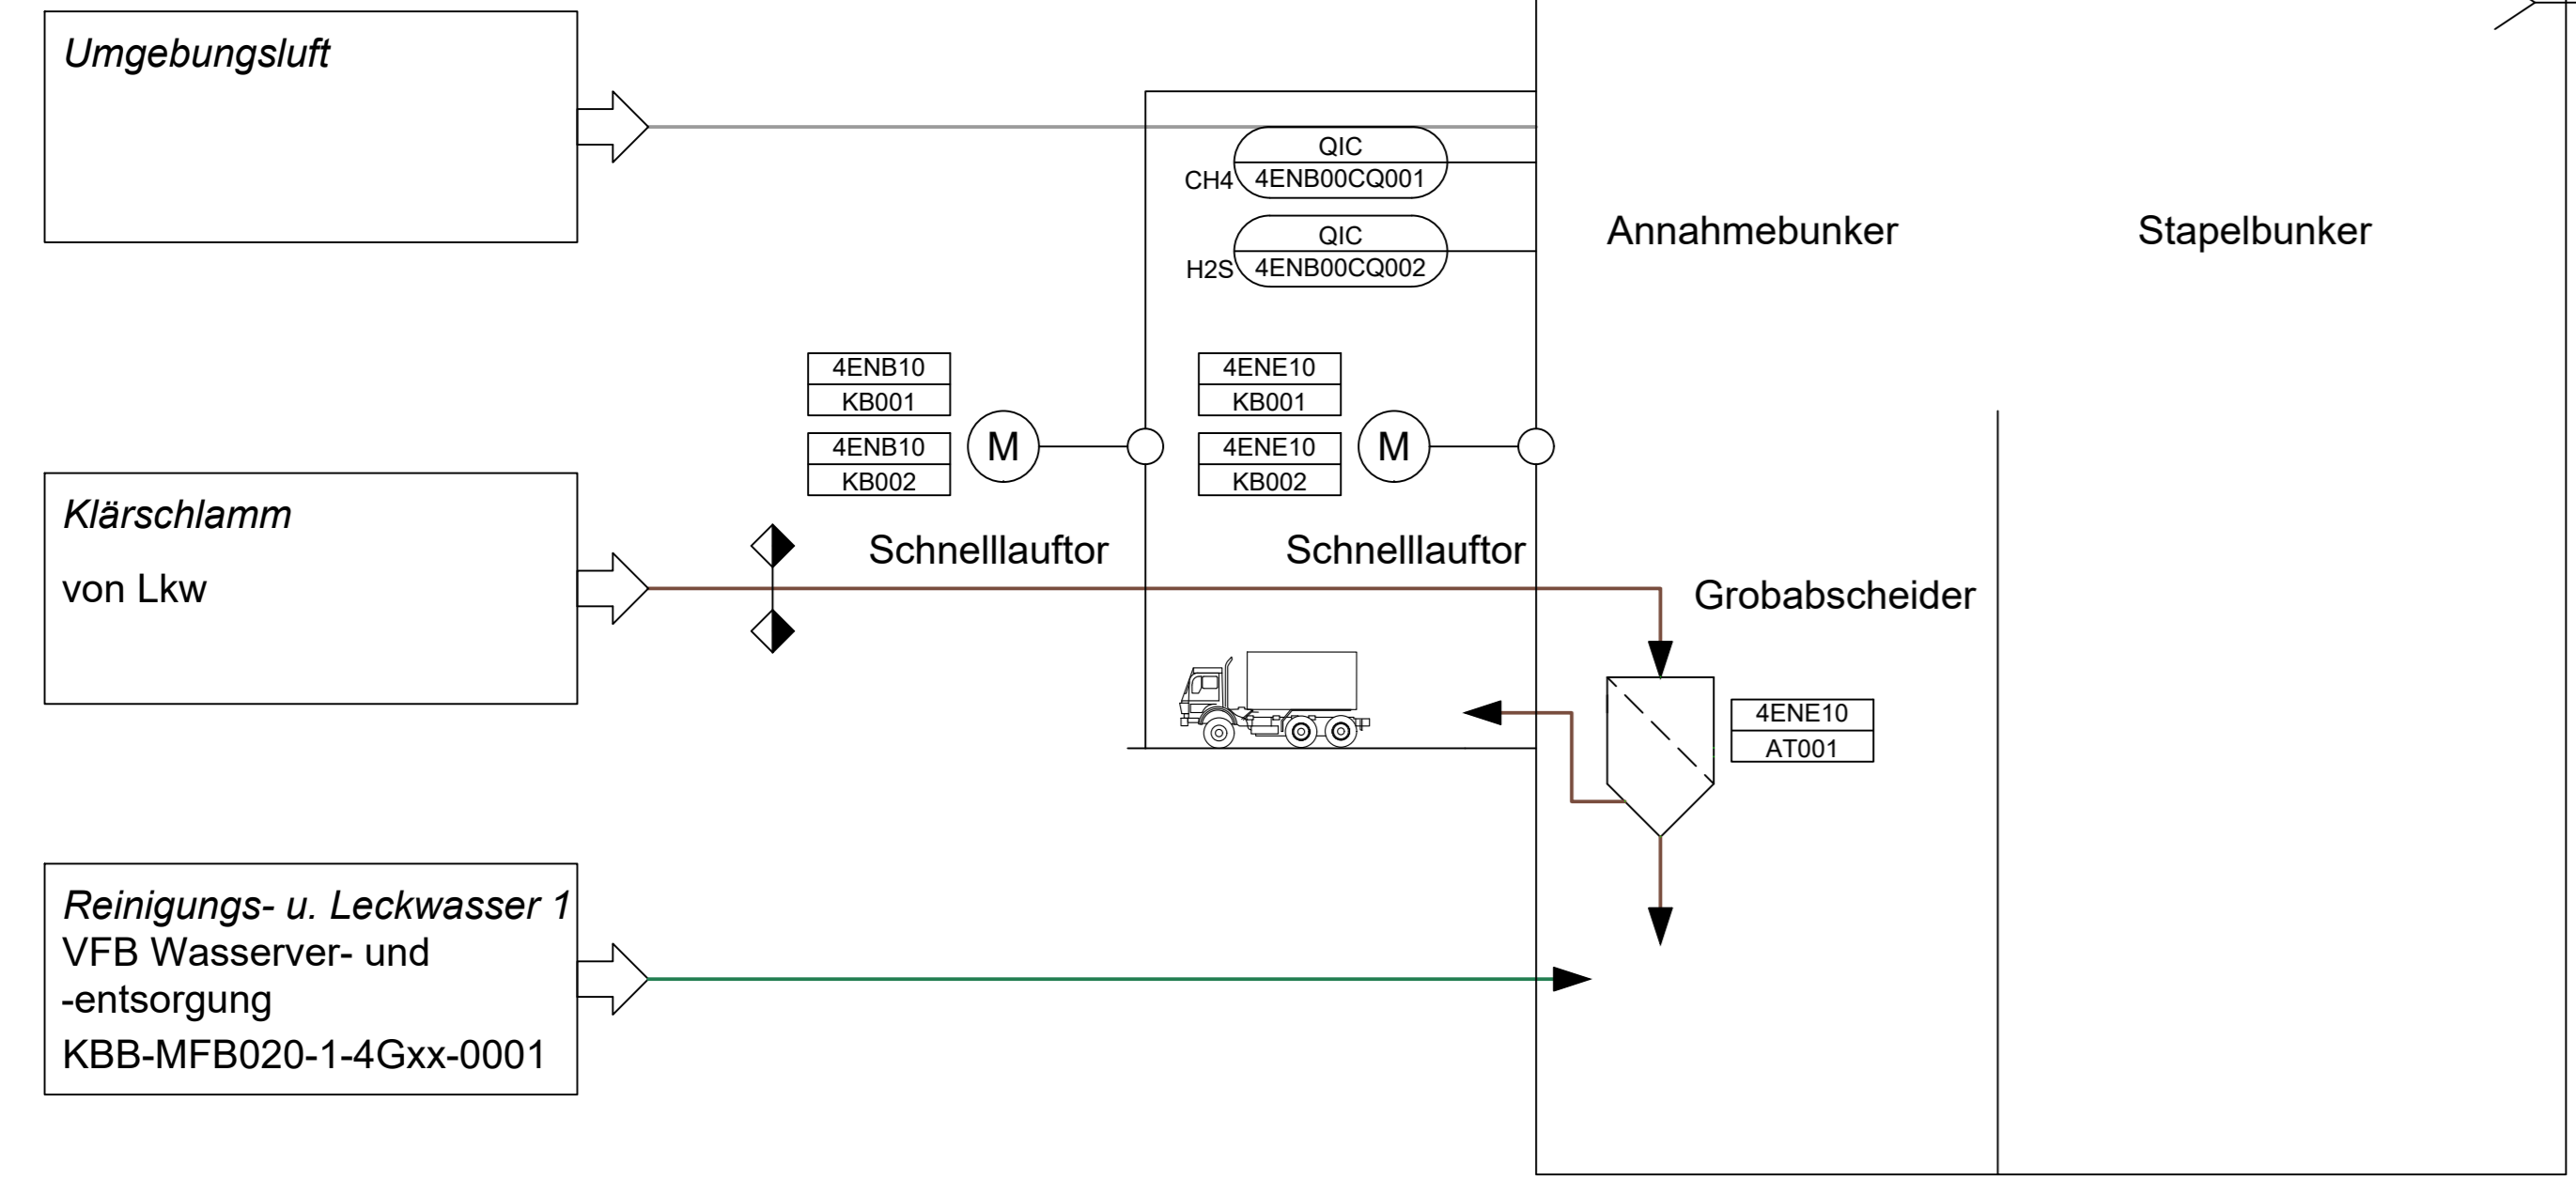 Umgebungsluft
QIC
CH4
4ENB00CQ001
QIC
H2S
4ENB00CQ002
Annahmebunker
Stapelbunker
4ENB10
KB001
4ENB10
KB002
M
4ENE10
KB001
4ENE10
KB002
M
Klärschlamm
von Lkw
Schnelllauftor
Schnelllauftor
Grobabscheider
4ENE10
AT001
Reinigungs- u. Leckwasser 1
VFB Wasserver- und
-entsorgung
KBB-MFB020-1-4Gxx-0001